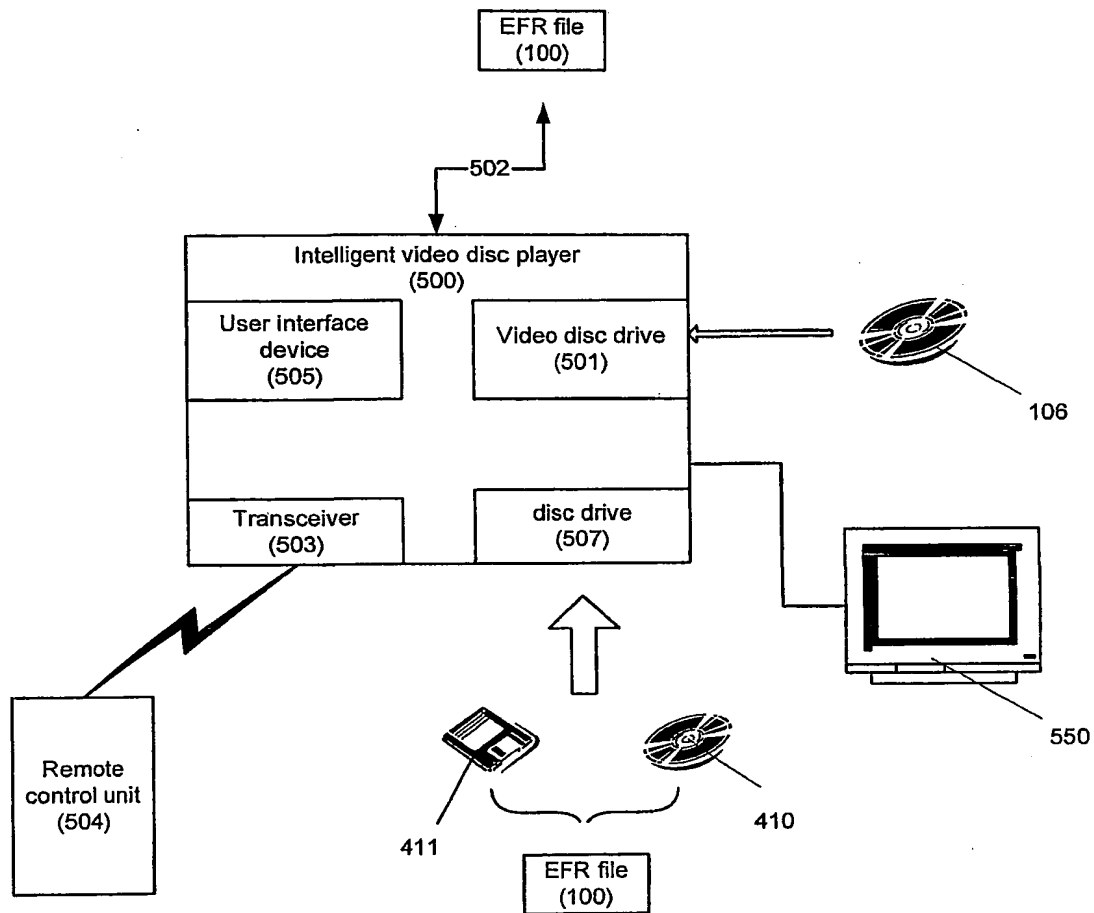 EFR file
(100)
502
Intelligent video disc player
(500)
User interface
device
(505)
Video disc drive
(501)
106
Transceiver
(503)
disc drive
(507)
550
Remote
control unit
(504)
411
410
EFR file
(100)